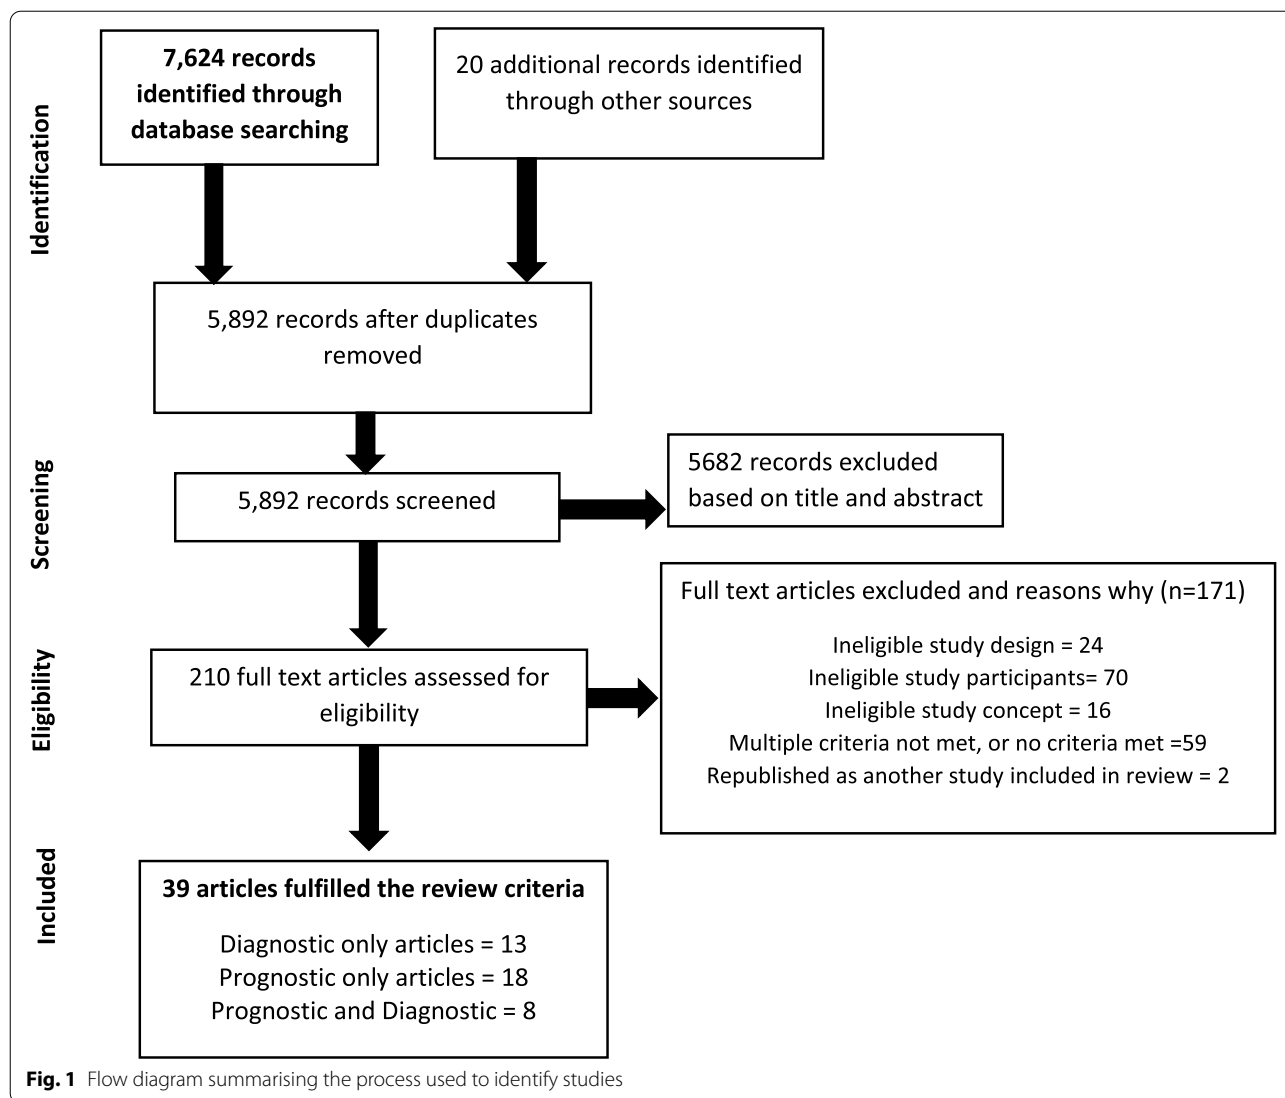 Identification
7,624 records
identified through
database searching
20 additional records identified
through other sources
5,892 records after duplicates
removed
Screening
5,892 records screened
5682 records excluded
based on title and abstract
Eligibility
210 full text articles assessed for
eligibility
Full text articles excluded and reasons why (n=171)
Ineligible study design = 24
Ineligible study participants= 70
Ineligible study concept = 16
Multiple criteria not met, or no criteria met =59
Republished as another study included in review = 2
Included
39 articles fulfilled the review criteria
Diagnostic only articles = 13
Prognostic only articles = 18
Prognostic and Diagnostic = 8
Fig. 1 Flow diagram summarising the process used to identify studies